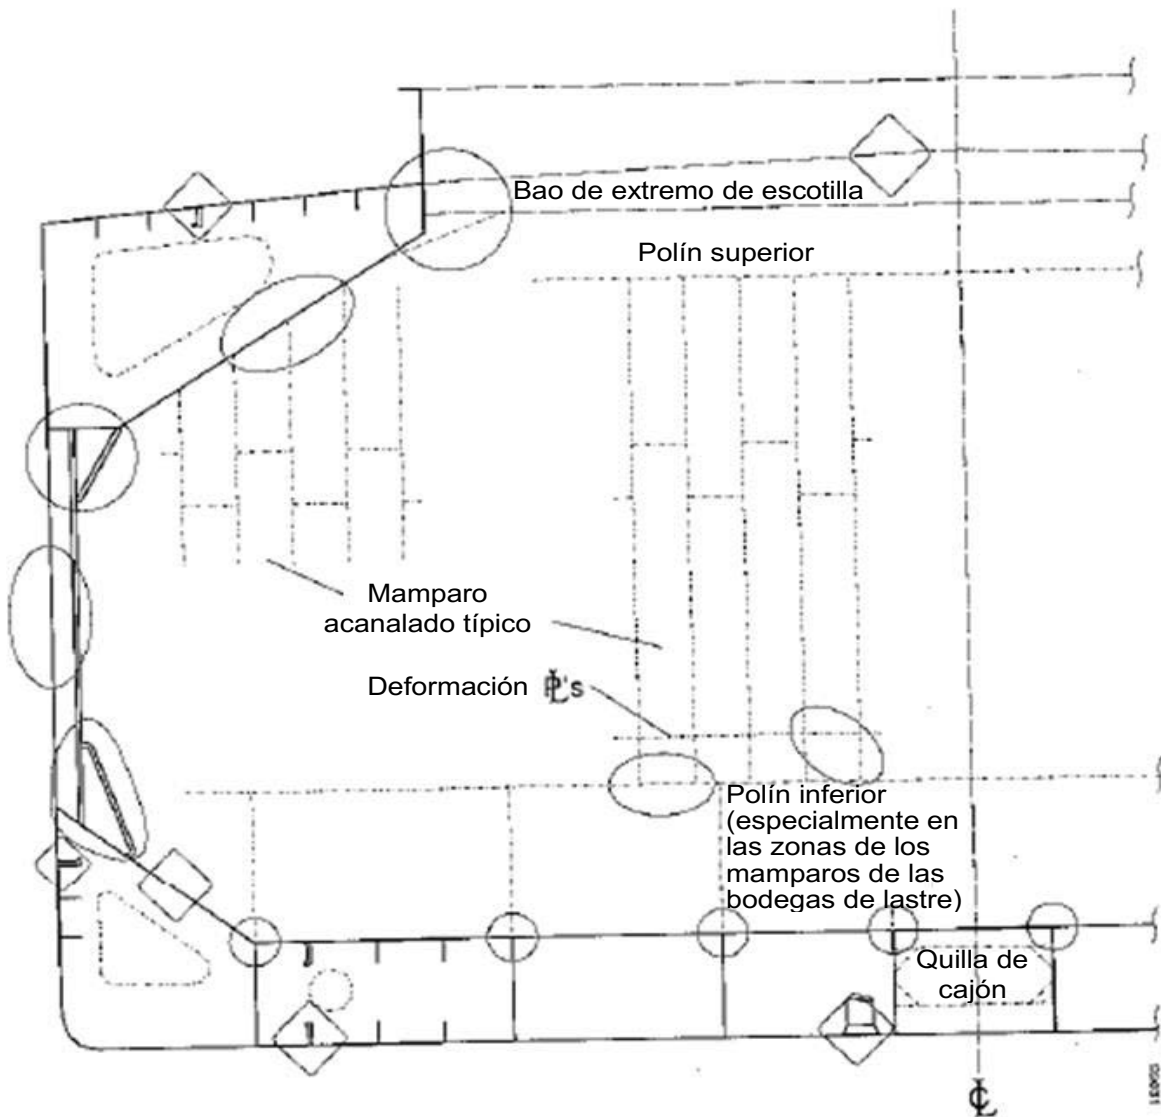 Bao de extremo de escotilla
Polín superior
Mamparo
acanalado típico
Deformación PL's
Polín inferior
(especialmente en
las zonas de los
mamparos de las
bodegas de lastre)
Quilla de
cajón
CL